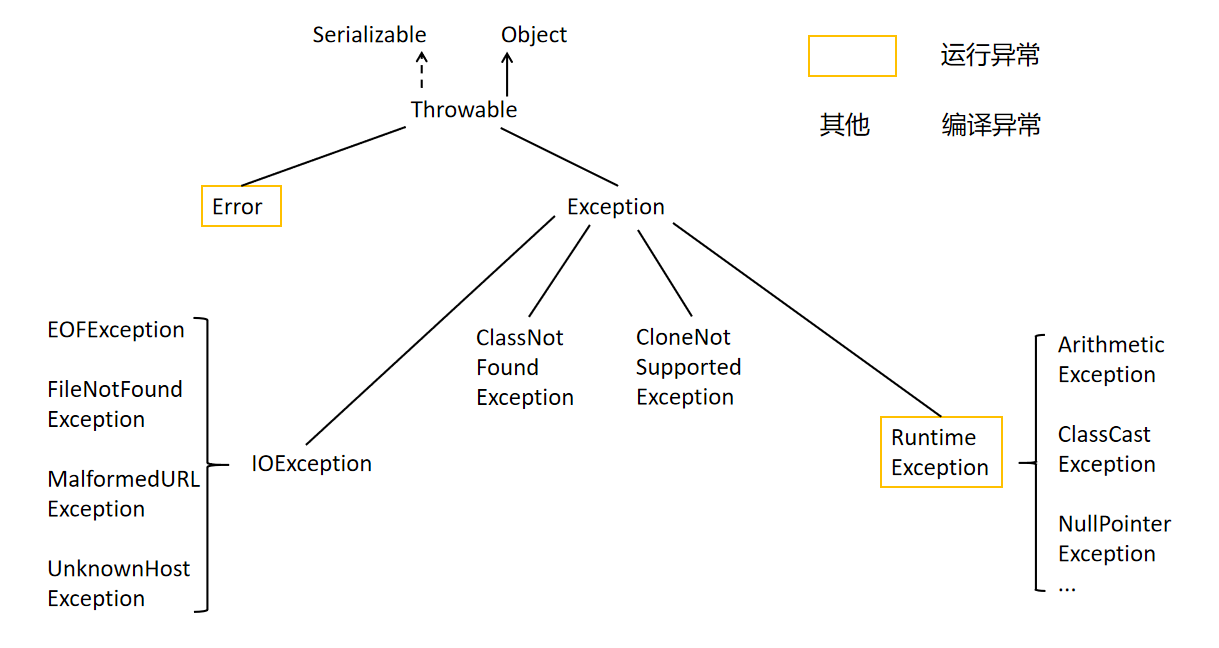 Serializable
Object
运行异常
Throwable
其他
编译异常
Error
Exception
EOFException
FileNotFound
Exception
MalformedURL
Exception
UnknownHost
Exception
IOException
ClassNot
Found
Exception
CloneNot
Supported
Exception
Runtime
Exception
Arithmetic
Exception
ClassCast
Exception
NullPointer
Exception
...